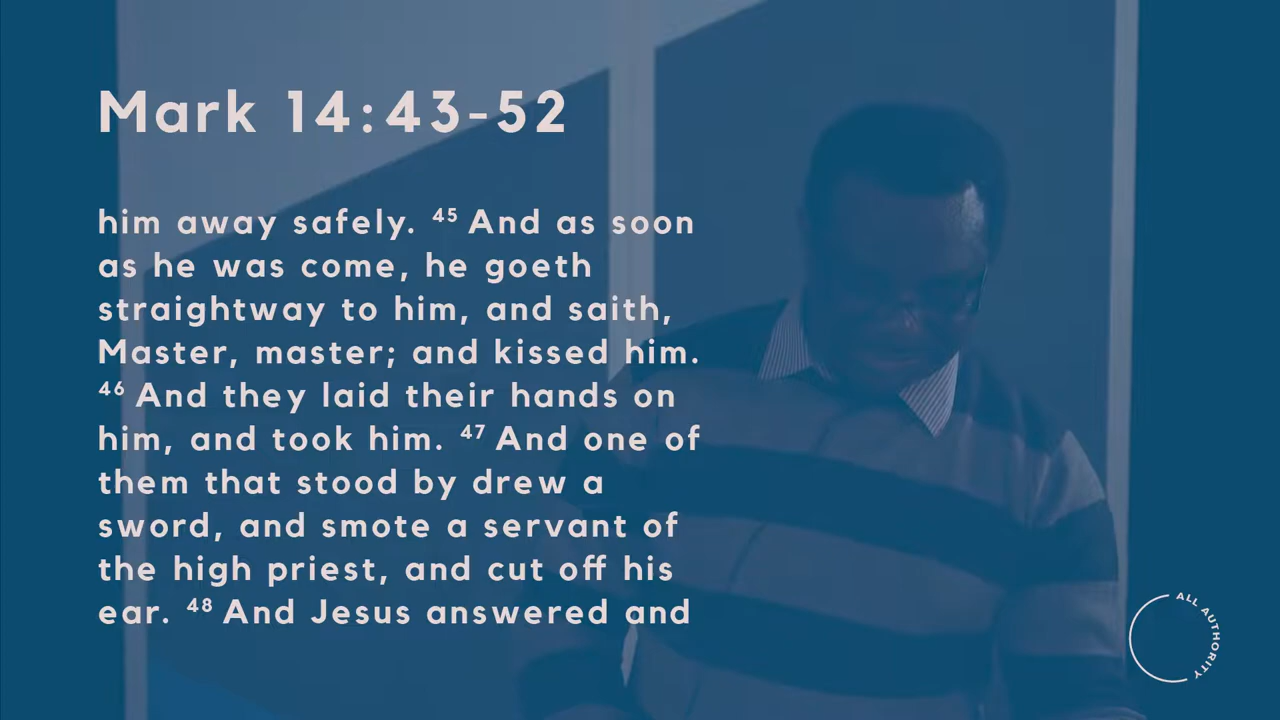 Mark 14:43-52
him away safely. 45 And as soon
as he was come, he goeth
straightway to him, and saith,
Master, master; and kissed him.
46 And they laid their hands on
him, and took him. 47 And one of
them that stood by drew a
sword, and smote a servant of
the high priest, and cut off his
ear. 48 And Jesus answered and
ALL AUTHORITY